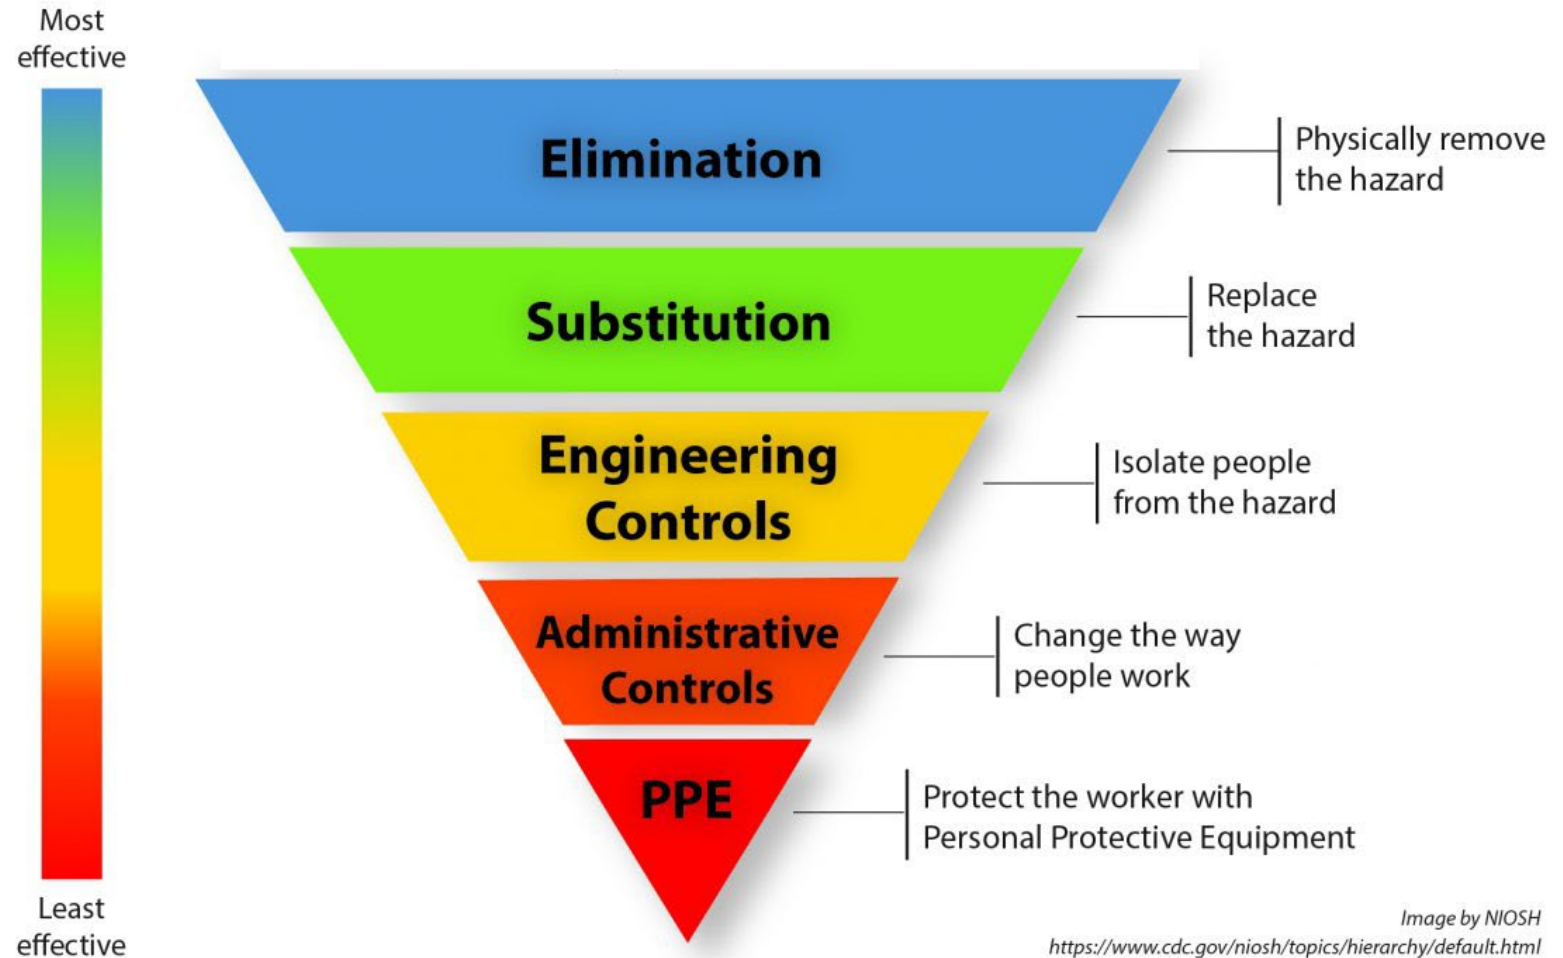 Most
effective
Elimination
Physically remove
the hazard
Substitution
Replace
the hazard
Engineering
Controls
Isolate people
from the hazard
Administrative
Controls
Change the way
people work
PPE
Protect the worker with
Personal Protective Equipment
Least
effective
Image by NIOSH
https://www.cdc.gov/niosh/topics/hierarchy/default.html